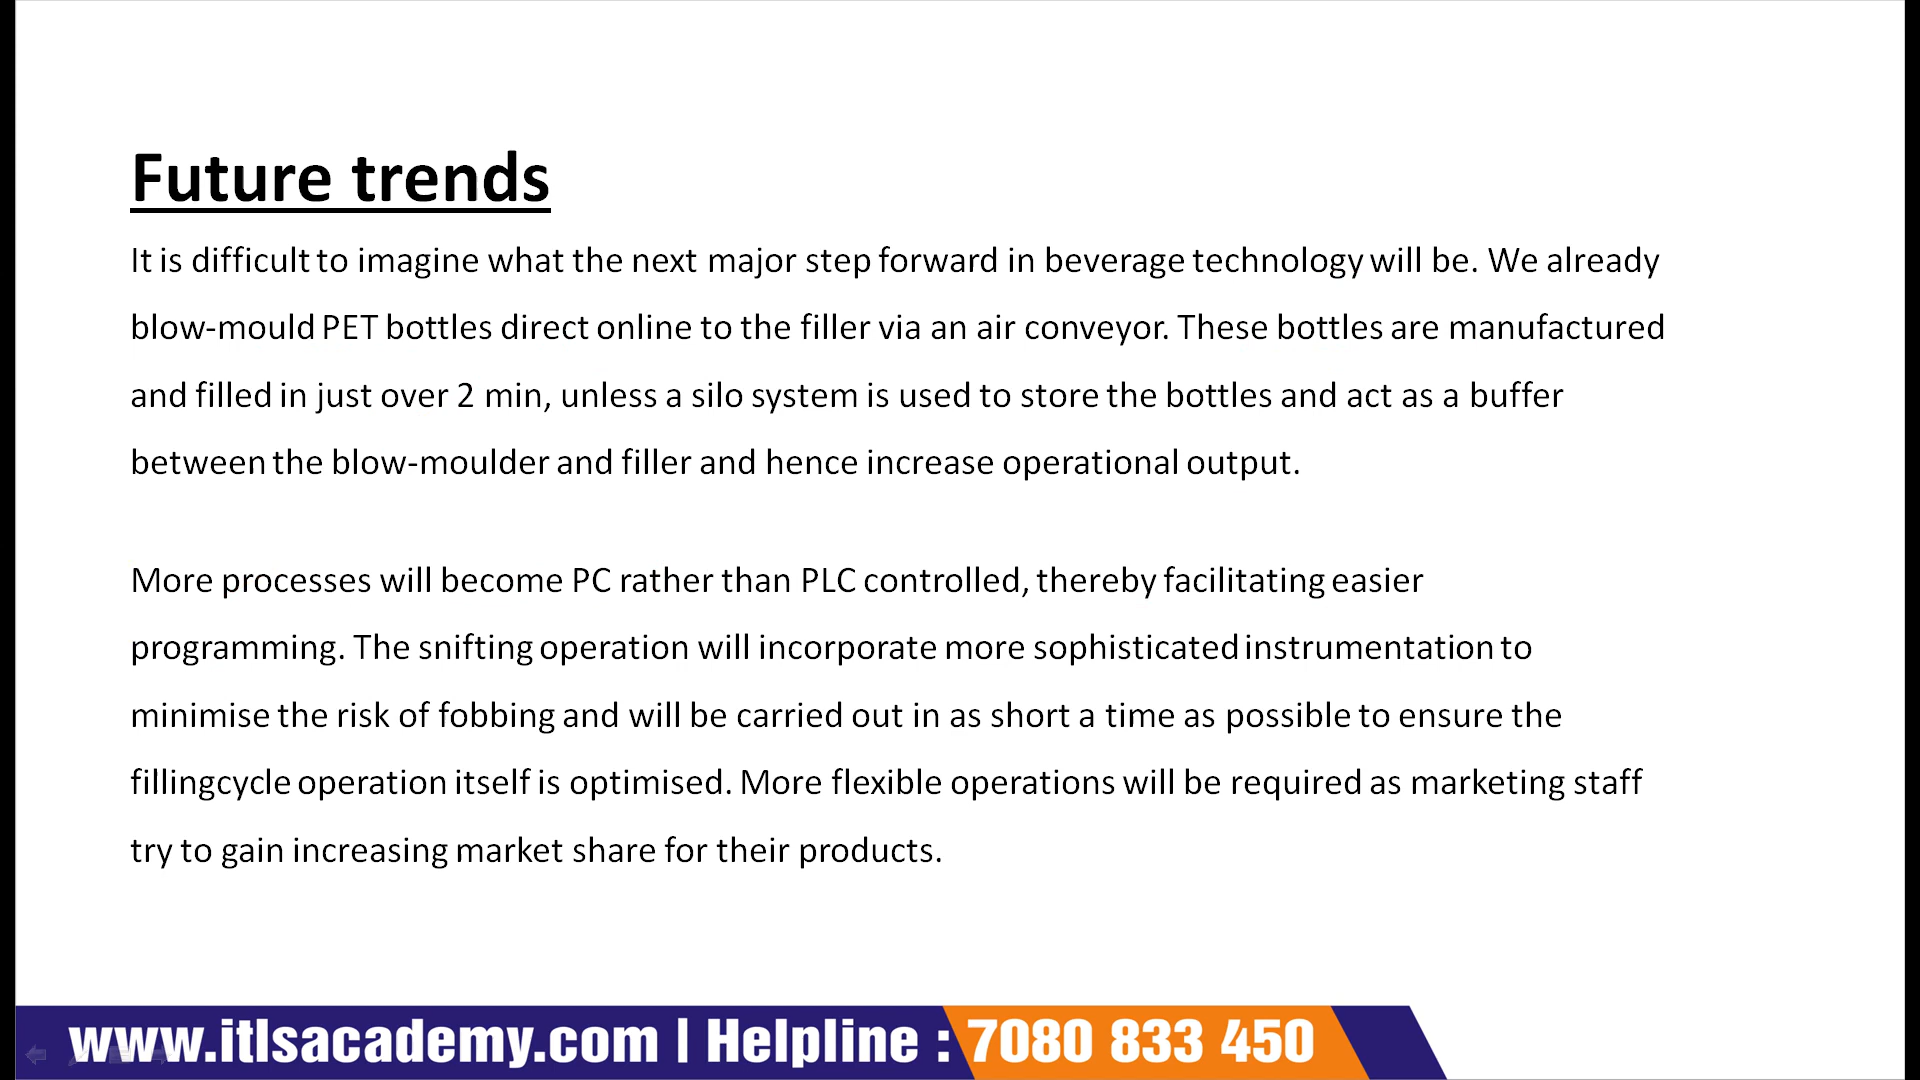 Future trends
It is difficult to imagine what the next major step forward in beverage technology will be. We already
blow-mould PET bottles direct online to the filler via an air conveyor. These bottles are manufactured
and filled in just over 2 min, unless a silo system is used to store the bottles and act as a buffer
between the blow-moulder and filler and hence increase operational output.
More processes will become PC rather than PLC controlled, thereby facilitating easier
programming. The snifting operation will incorporate more sophisticated instrumentation to
minimise the risk of fobbing and will be carried out in as short a time as possible to ensure the
fillingcycle operation itself is optimised. More flexible operations will be required as marketing staff
try to gain increasing market share for their products.
www.itlsacademy.com | Helpline : 7080 833 450